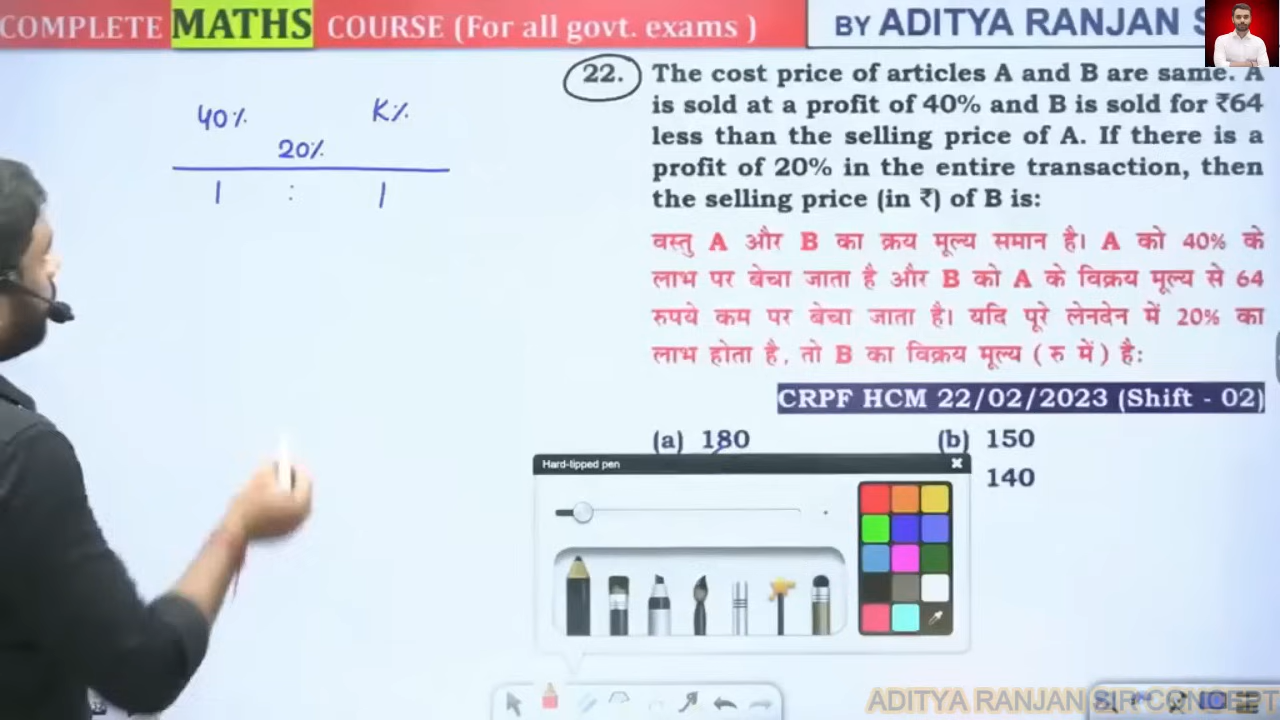 COMPLETE MATHS COURSE (For all govt. exams )
BY ADITYA RANJAN S
22. The cost price of articles A and B are same. A
is sold at a profit of 40% and B is sold for ₹64
less than the selling price of A. If there is a
profit of 20% in the entire transaction, then
the selling price (in ₹) of B is:
वस्तु A और B का क्रय मूल्य समान है। A को 40% के
लाभ पर बेचा जाता है और B को A के विक्रय मूल्य से 64
रुपये कम पर बेचा जाता है। यदि पूरे लेनदेन में 20% का
लाभ होता है, तो B का विक्रय मूल्य ( रु में ) है:
CRPF HCM 22/02/2023 (Shift - 02)
(a) 180 (b) 150
140
40% K%
20%
1 : 1
Hard-tipped pen
ADITYA RANJAN SIR CONCEPT